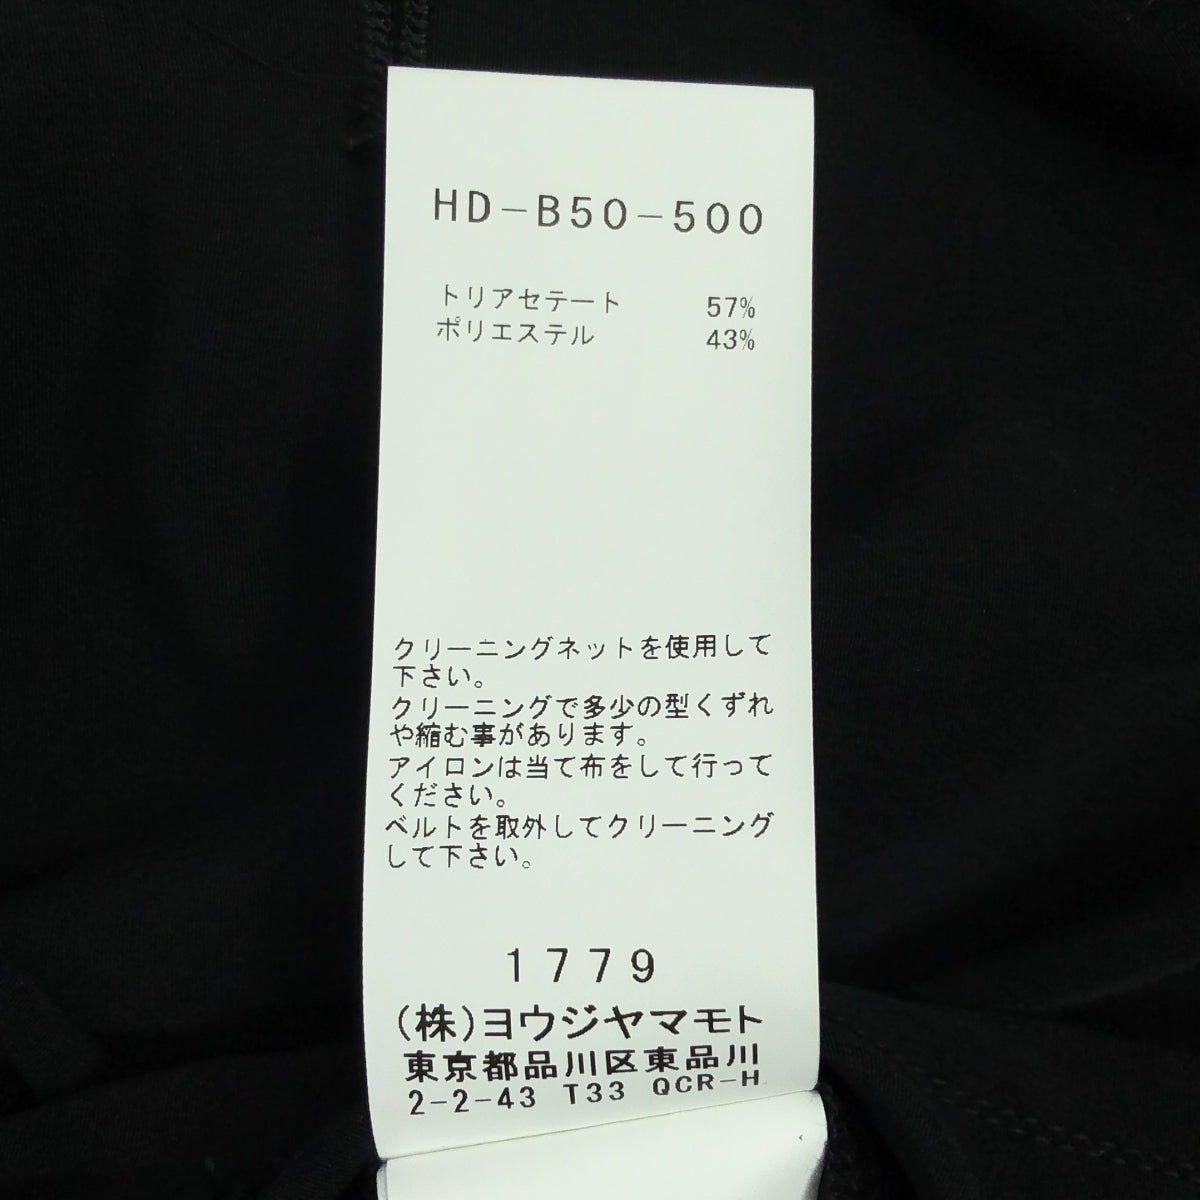 HD-B50-500
トリアセテート 57%
ポリエステル 43%
クリーニングネットを使用して
下さい。
クリーニングで多少の型くずれ
や縮む事があります。
アイロンは当て布をして行って
ください。
ベルトを取外してクリーニング
して下さい。
1779
(株)ヨウジヤマモト
東京都品川区東品川
2-2-43 T33 QCR-H